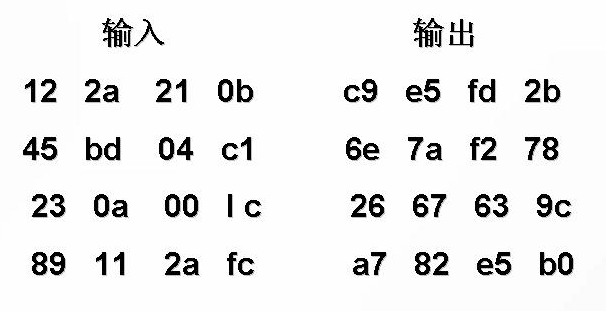 输入 输出
12 2a 21 0b c9 e5 fd 2b
45 bd 04 c1 6e 7a f2 78
23 0a 00 l c 26 67 63 9c
89 11 2a fc a7 82 e5 b0